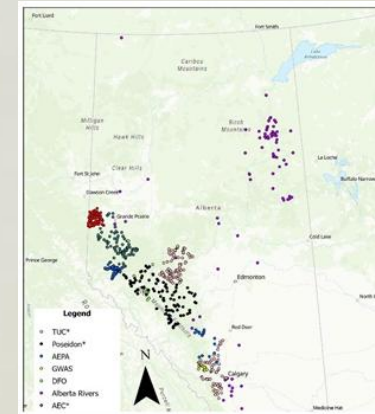 Fort Liard
Fort Smith
Lake Athabasca
Caribou
Mountains
Milligan
Hills
Hawk Hills
Birch
Mountains
Clear Hills
La Loche
Fort St John
Dawson Creek
Buffalo Narrows
Alberta
Grande Prairie
Cold Lake
Prince George
Edmonton
Legend
TUC*
Poseidon*
AEPA
GWAS
DFO
Alberta Rivers
AEC*
N
Red Deer
Calgary
Medicine Hat